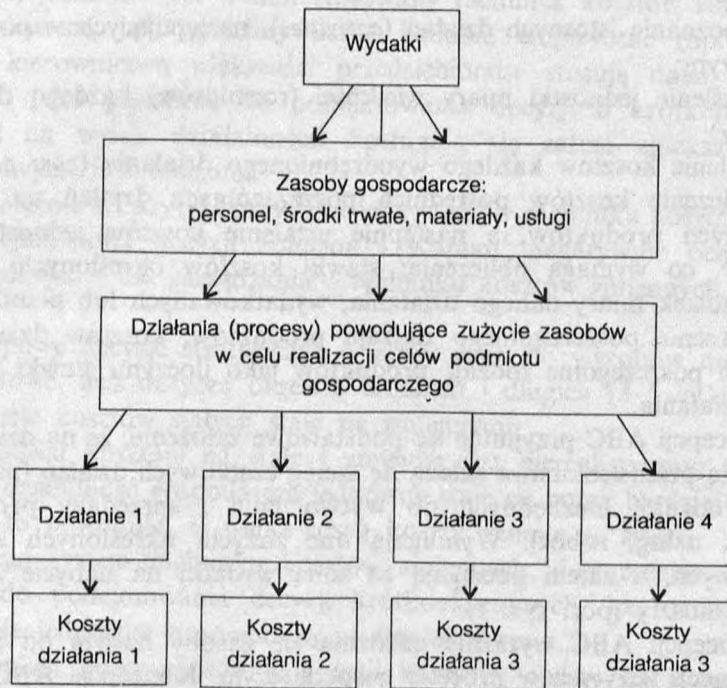 Wydatki
Zasoby gospodarcze:
personel, środki trwałe, materiały, usługi
Działania (procesy) powodujące zużycie zasobów
w celu realizacji celów podmiotu
gospodarczego
Działanie 1
Działanie 2
Działanie 3
Działanie 4
Koszty
działania 1
Koszty
działania 2
Koszty
działania 3
Koszty
działania 3